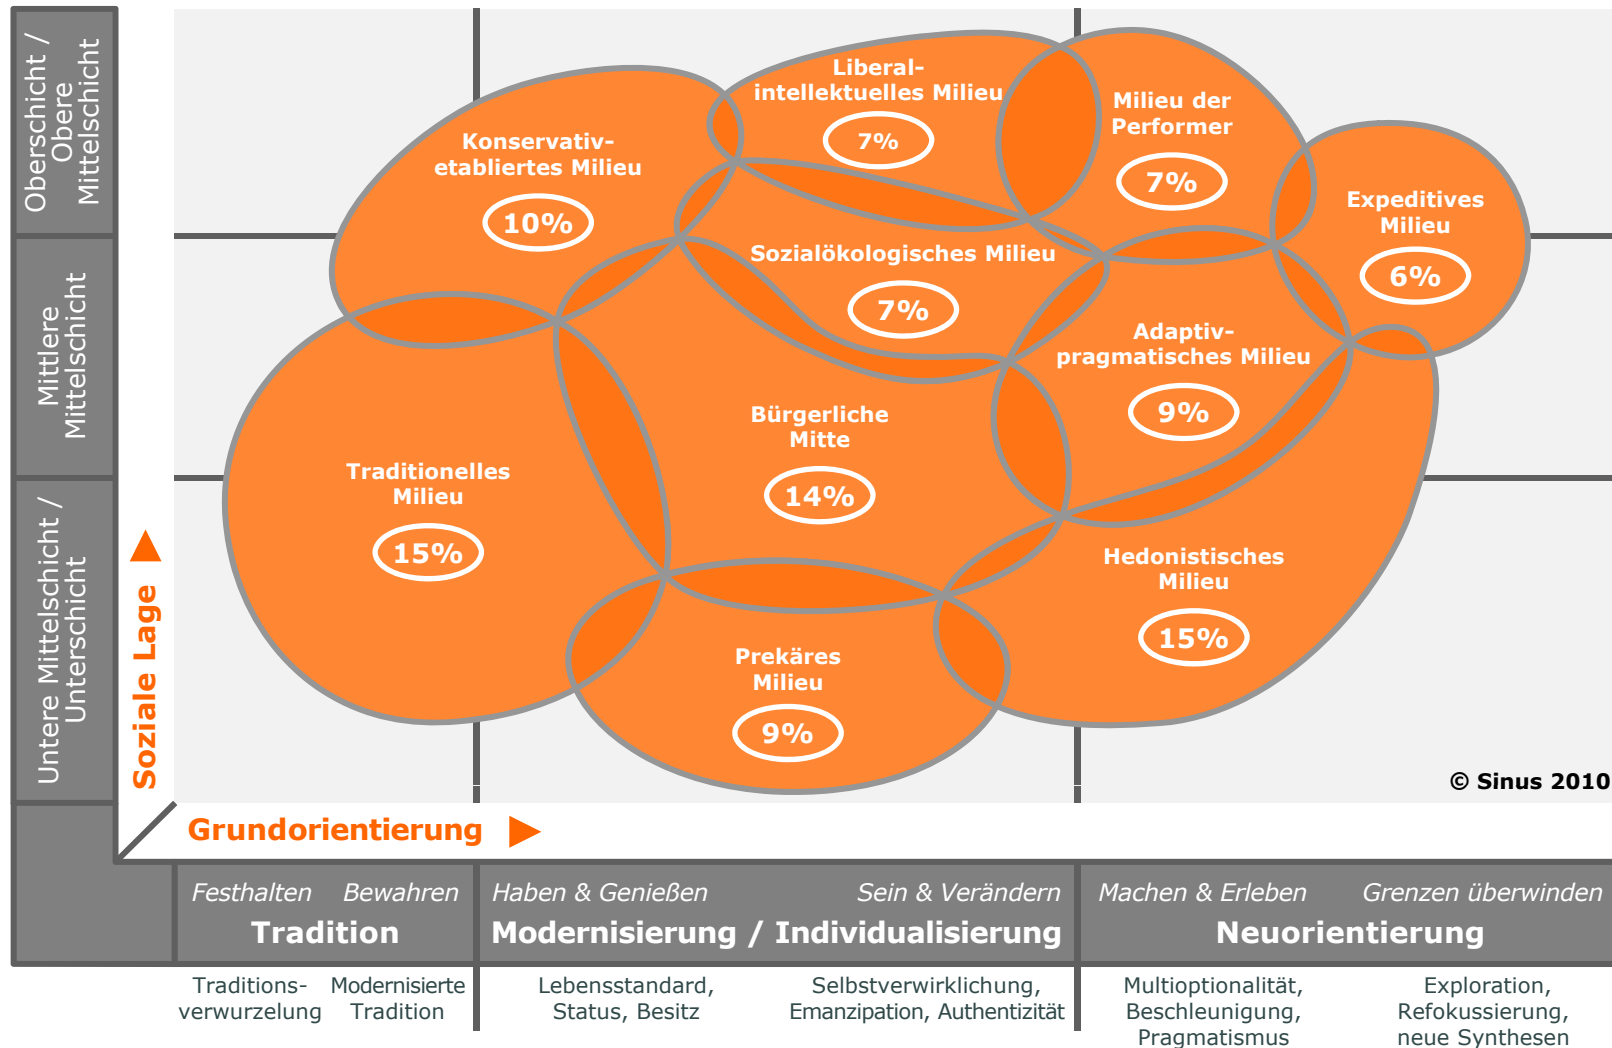 Oberschicht /
Obere
Mittelschicht
Mittlere
Mittelschicht
Untere Mittelschicht /
Unterschicht
Soziale Lage ▶
Konservativ-
etabliertes Milieu
10%
Liberal-
intellektuelles Milieu
7%
Milieu der
Performer
7%
Expeditives
Milieu
6%
Sozialökologisches Milieu
7%
Adaptiv-
pragmatisches Milieu
9%
Bürgerliche
Mitte
14%
Traditionelles
Milieu
15%
Hedonistisches
Milieu
15%
Prekäres
Milieu
9%
© Sinus 2010
Grundorientierung ▶
Festhalten Bewahren
Tradition
Haben & Genießen Sein & Verändern
Modernisierung / Individualisierung
Machen & Erleben Grenzen überwinden
Neuorientierung
Traditions-
verwurzelung
Modernisierte
Tradition
Lebensstandard,
Status, Besitz
Selbstverwirklichung,
Emanzipation, Authentizität
Multioptionalität,
Beschleunigung,
Pragmatismus
Exploration,
Refokussierung,
neue Synthesen